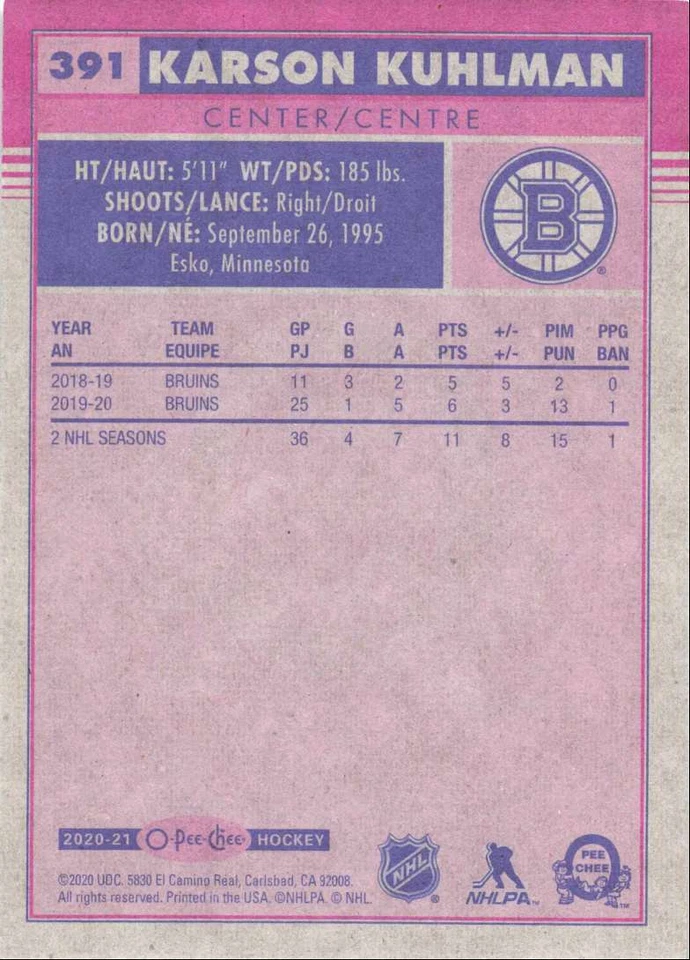 391 KARSON KUHLMAN
CENTER/CENTRE
HT/HAUT: 5'11" WT/PDS: 185 lbs.
SHOOTS/LANCE: Right/Droit
BORN/NÉ: September 26, 1995
Esko, Minnesota
B
®
YEAR TEAM GP G A PTS +/- PIM PPG
AN EQUIPE PJ B A PTS +/- PUN BAN
2018-19 BRUINS 11 3 2 5 5 2 0
2019-20 BRUINS 25 1 5 6 3 13 1
2 NHL SEASONS 36 4 7 11 8 15 1
2020-21 O-PEE-CHEE HOCKEY
©2020 UDC. 5830 El Camino Real, Carlsbad, CA 92008.
All rights reserved. Printed in the USA. ©NHLPA. © NHL.
NHL ®
NHLPA™
PEE
CHEE
™